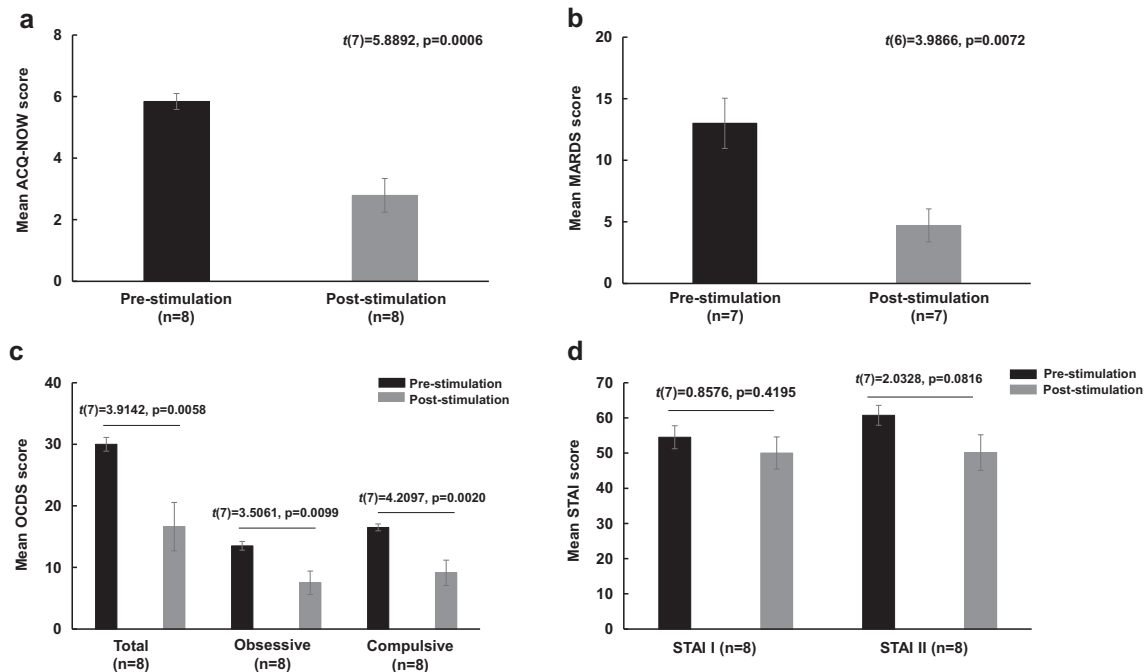 a
t(7)=5.8892, p=0.0006
Mean ACQ-NOW score
8
6
4
2
0
Pre-stimulation
(n=8)
Post-stimulation
(n=8)
b
t(6)=3.9866, p=0.0072
Mean MARDS score
20
15
10
5
0
Pre-stimulation
(n=7)
Post-stimulation
(n=7)
c
Pre-stimulation
Post-stimulation
t(7)=3.9142, p=0.0058
t(7)=3.5061, p=0.0099
t(7)=4.2097, p=0.0020
Mean OCDS score
40
30
20
10
0
Total
(n=8)
Obsessive
(n=8)
Compulsive
(n=8)
d
Pre-stimulation
Post-stimulation
t(7)=0.8576, p=0.4195
t(7)=2.0328, p=0.0816
Mean STAI score
70
60
50
40
30
20
10
0
STAI I (n=8)
STAI II (n=8)